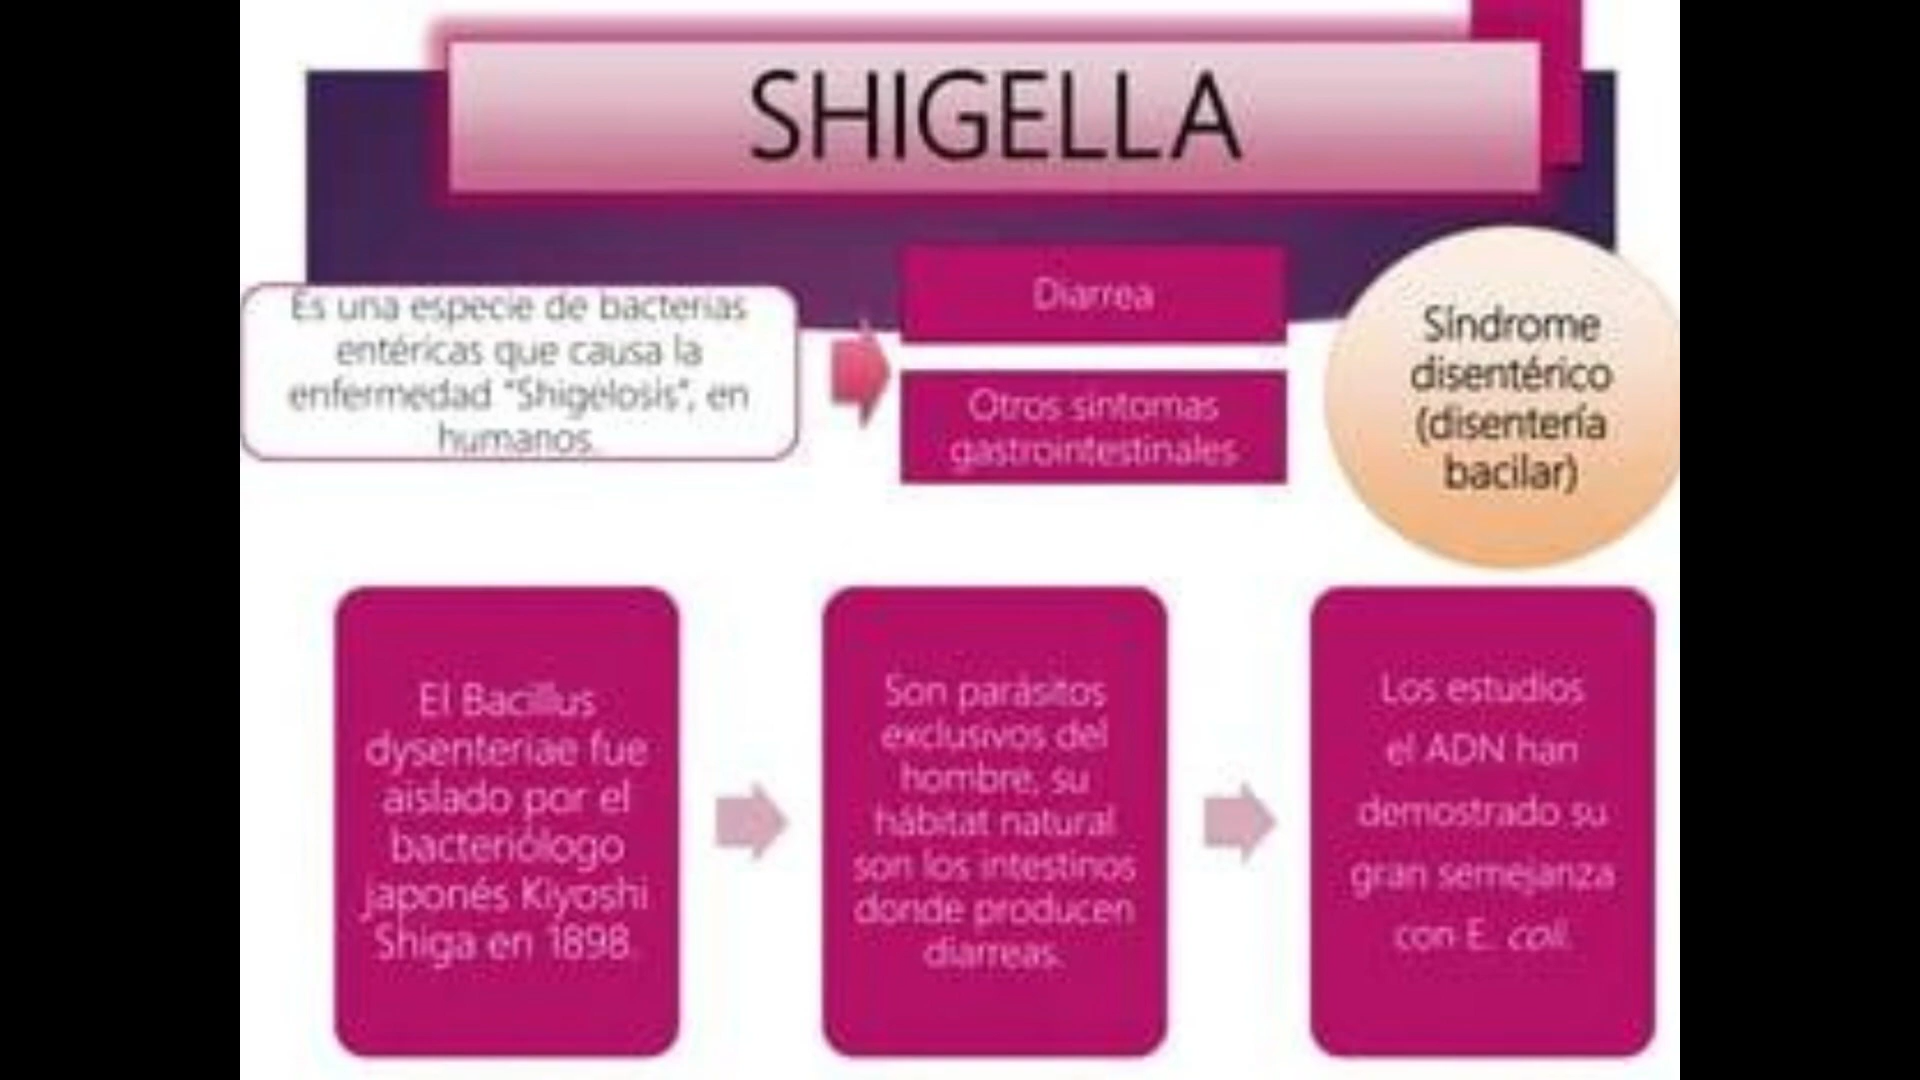 SHIGELLA
Es una especie de bacterias
entéricas que causa la
enfermedad "Shigelosis", en
humanos.
Diarrea
Otros síntomas
gastrointestinales
Síndrome
disentérico
(disentería
bacilar)
El Bacillus
dysenteriae fue
aislado por el
bacteriólogo
japonés Kiyoshi
Shiga en 1898.
Son parásitos
exclusivos del
hombre, su
hábitat natural
son los intestinos
donde producen
diarreas.
Los estudios
el ADN han
demostrado su
gran semejanza
con E. coli.